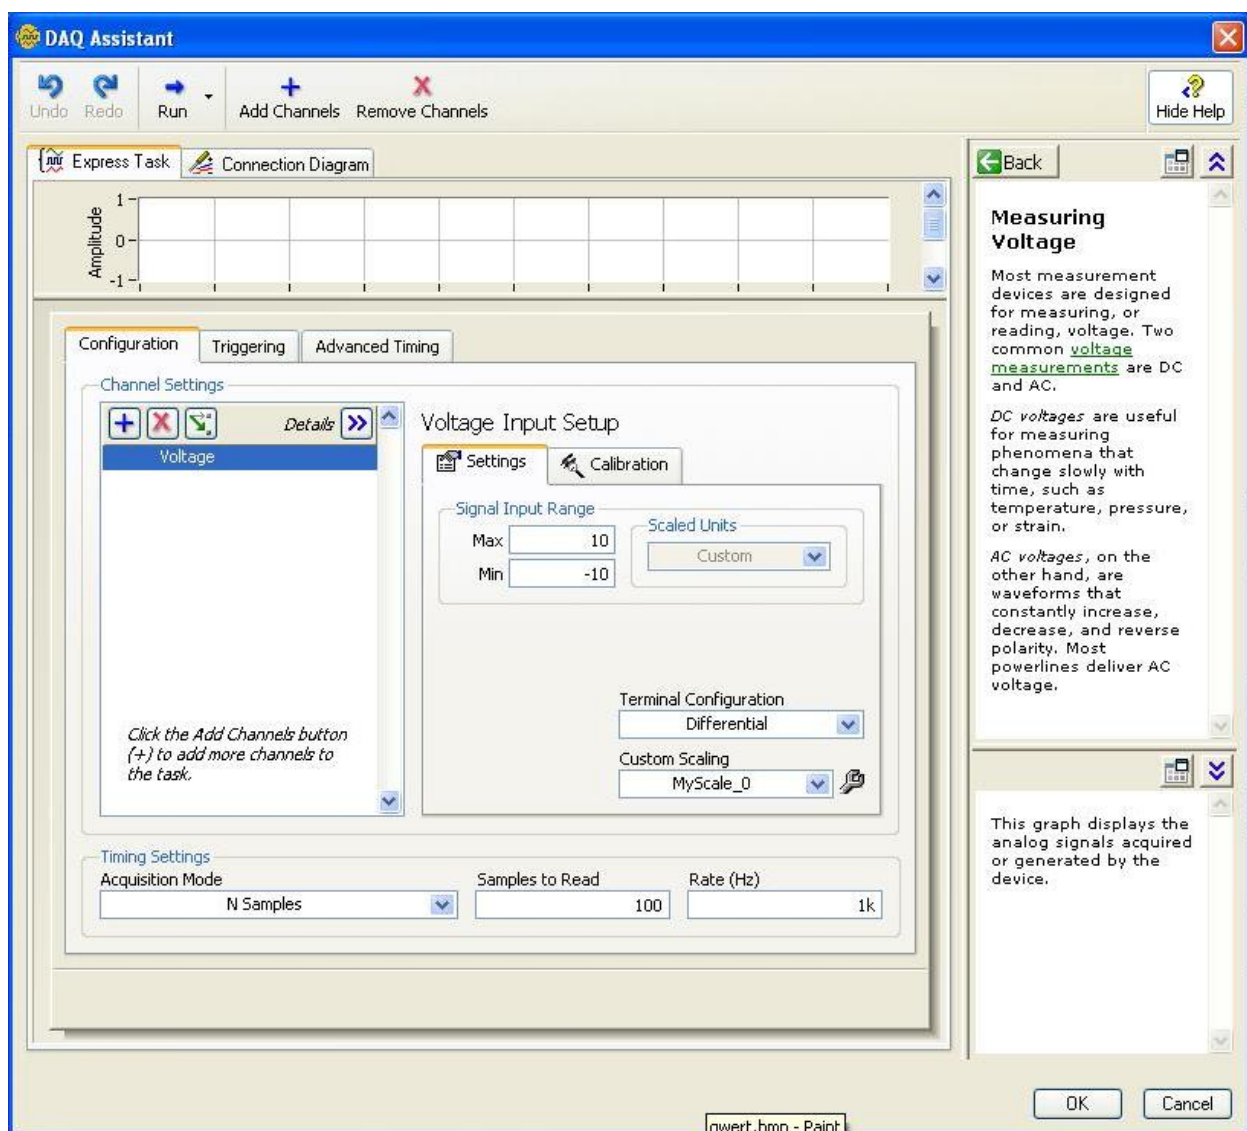 DAQ Assistant
Undo
Redo
Run
Add Channels
Remove Channels
Hide Help
Express Task
Connection Diagram
Amplitude
1
0
-1
Configuration
Triggering
Advanced Timing
Channel Settings
Details
Voltage
Click the Add Channels button
(+) to add more channels to
the task.
Voltage Input Setup
Settings
Calibration
Signal Input Range
Max
10
Min
-10
Scaled Units
Custom
Terminal Configuration
Differential
Custom Scaling
MyScale_0
Timing Settings
Acquisition Mode
N Samples
Samples to Read
100
Rate (Hz)
1k
Back
Measuring
Voltage
Most measurement
devices are designed
for measuring, or
reading, voltage. Two
common voltage
measurements are DC
and AC.
DC voltages are useful
for measuring
phenomena that
change slowly with
time, such as
temperature, pressure,
or strain.
AC voltages, on the
other hand, are
waveforms that
constantly increase,
decrease, and reverse
polarity. Most
powerlines deliver AC
voltage.
This graph displays the
analog signals acquired
or generated by the
device.
OK
Cancel
qwert.bmp - Paint